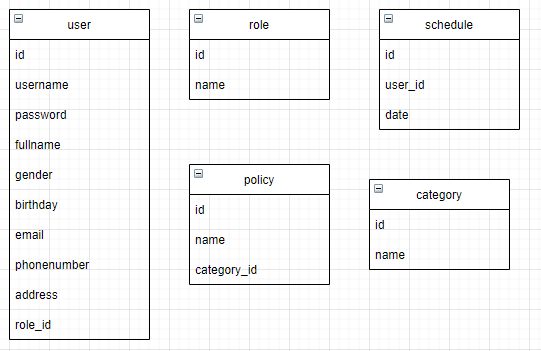 user
id
username
password
fullname
gender
birthday
email
phonenumber
address
role_id
role
id
name
schedule
id
user_id
date
policy
id
name
category_id
category
id
name